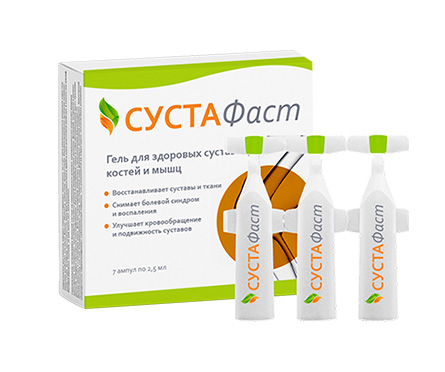 СУСТАФаст
Гель для здоровых
костей и мышц
• Восстанавливает суставы и ткани
• Снимает болевой синдром
и воспаления
• Улучшает кровообращение
и подвижность суставов
7 ампул по 2,5 мл
СУСТАФаст
СУСТАФаст
СУСТАФаст